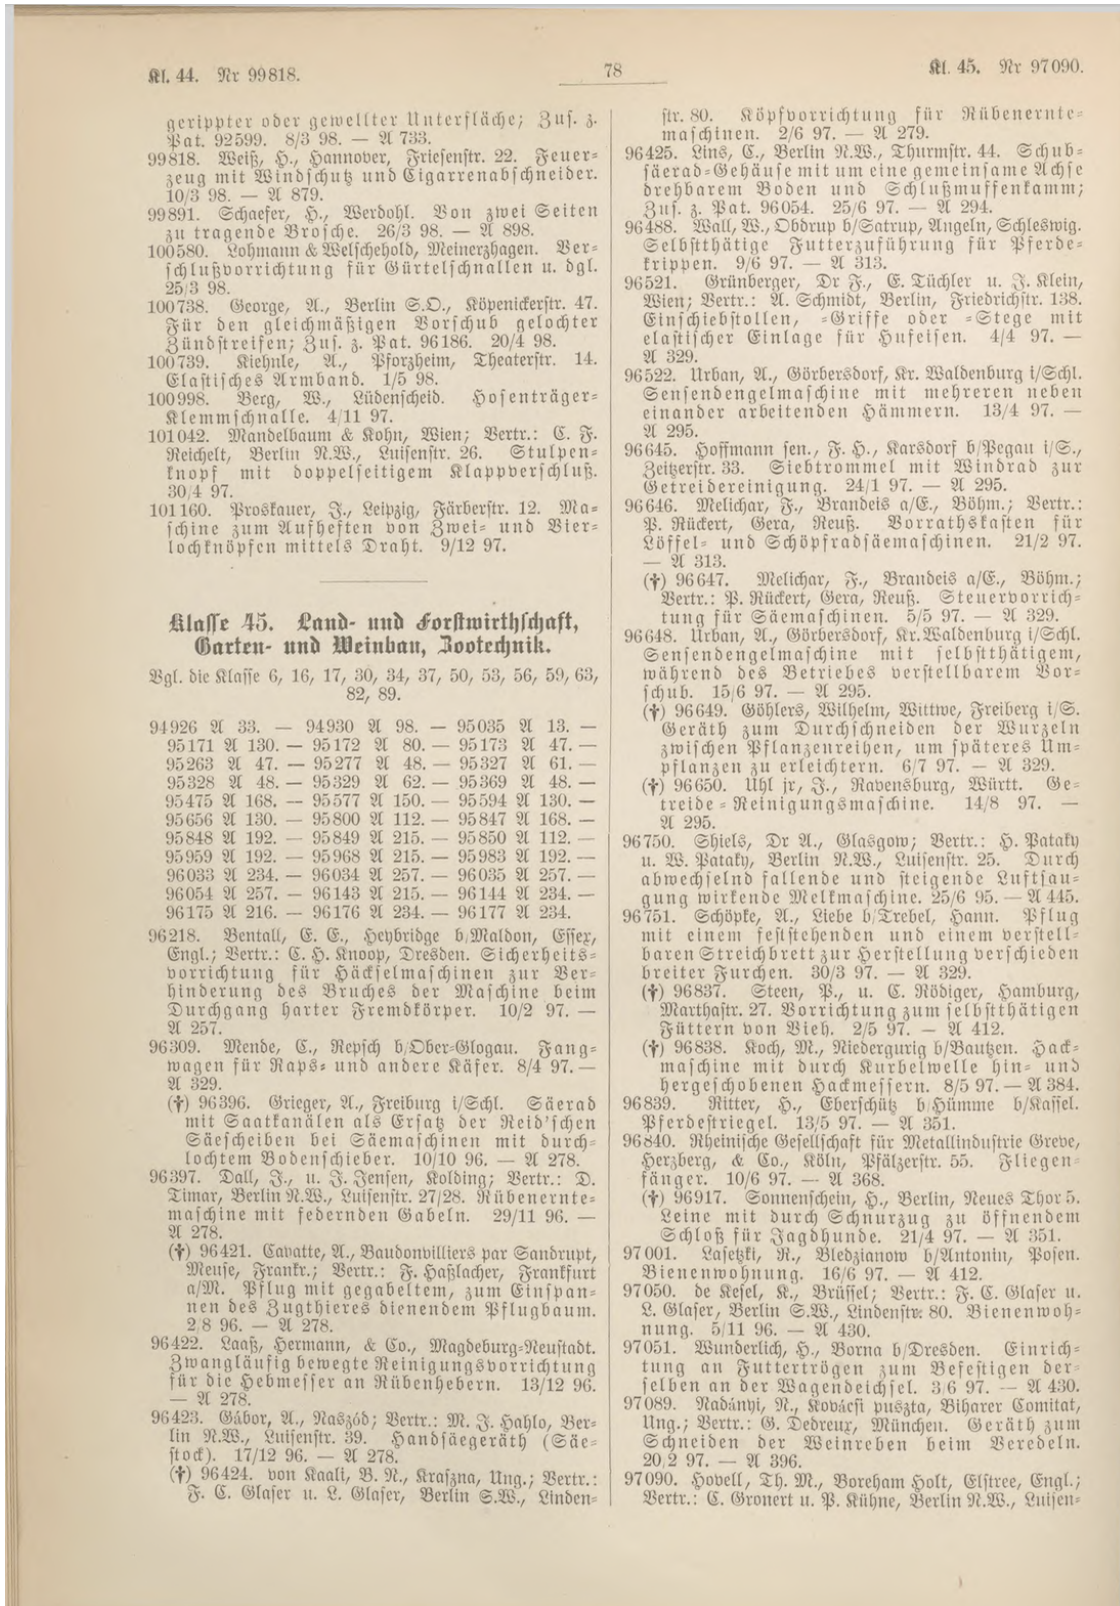 Kl. 44. Nr 99818.
78
Kl. 45. Nr 97090.
gerippter oder gewellter Unterfläche; Zus. z.
Pat. 92599. 8/3 98. — A 733.
99818. Weiß, H., Hannover, Friesenstr. 22. Feuer=
zeug mit Windschutz und Cigarrenabschneider.
10/3 98. — A 879.
99891. Schaefer, H., Werdohl. Von zwei Seiten
zu tragende Brosche. 26/3 98. — A 898.
100580. Lohmann & Welschehold, Meinerzhagen. Ver=
schlußvorrichtung für Gürtelschnallen u. dgl.
25/3 98.
100738. George, A., Berlin S.O., Köpenickerstr. 47.
Für den gleichmäßigen Vorschub gelochter
Zündstreifen; Zus. z. Pat. 96186. 20/4 98.
100739. Kiehnle, A., Pforzheim, Theaterstr. 14.
Elastisches Armband. 1/5 98.
100998. Berg, W., Lüdenscheid. Hosenträger=
Klemmschnalle. 4/11 97.
101042. Mandelbaum & Kohn, Wien; Vertr.: C. F.
Reichelt, Berlin N.W., Luisenstr. 26. Stulpen=
knopf mit doppelseitigem Klappverschluß.
30/4 97.
101160. Proskauer, J., Leipzig, Färberstr. 12. Ma=
schine zum Aufheften von Zwei= und Vier=
lochknöpfen mittels Draht. 9/12 97.
Klasse 45. Land- und Forstwirthschaft,
Garten- und Weinbau, Zootechnik.
Vgl. die Klasse 6, 16, 17, 30, 34, 37, 50, 53, 56, 59, 63,
82, 89.
94926 A 33. — 94930 A 98. — 95035 A 13. —
95171 A 130. — 95172 A 80. — 95173 A 47. —
95263 A 47. — 95277 A 48. — 95327 A 61. —
95328 A 48. — 95329 A 62. — 95369 A 48. —
95475 A 168. — 95577 A 150. — 95594 A 130. —
95656 A 130. — 95800 A 112. — 95847 A 168. —
95848 A 192. — 95849 A 215. — 95850 A 112. —
95959 A 192. — 95968 A 215. — 95983 A 192. —
96033 A 234. — 96034 A 257. — 96035 A 257. —
96054 A 257. — 96143 A 215. — 96144 A 234. —
96175 A 216. — 96176 A 234. — 96177 A 234.
96218. Bentall, E. E., Heybridge b/Maldon, Essex,
Engl.; Vertr.: C. H. Knoop, Dresden. Sicherheits=
vorrichtung für Häckselmaschinen zur Ver=
hinderung des Bruches der Maschine beim
Durchgang harter Fremdkörper. 10/2 97. —
A 257.
96309. Mende, C., Repsch b/Ober=Glogau. Fang=
wagen für Raps= und andere Käfer. 8/4 97. —
A 329.
(†) 96396. Grieger, A., Freiburg i/Schl. Säerad
mit Saatkanälen als Ersatz der Reid'schen
Säescheiben bei Säemaschinen mit durch=
lochtem Bodenschieber. 10/10 96. — A 278.
96397. Dall, J., u. J. Jensen, Kolding; Vertr.: D.
Timar, Berlin N.W., Luisenstr. 27/28. Rübenernte=
maschine mit federnden Gabeln. 29/11 96. —
A 278.
(†) 96421. Cavatte, A., Baudonvilliers par Sandrupt,
Meuse, Frankr.; Vertr.: F. Haßlacher, Frankfurt
a/M. Pflug mit gegabeltem, zum Einspan=
nen des Zugthieres dienendem Pflugbaum.
2/8 96. — A 278.
96422. Laaß, Hermann, & Co., Magdeburg=Neustadt.
Zwangläufig bewegte Reinigungsvorrichtung
für die Hebmesser an Rübenhebern. 13/12 96.
— A 278.
96423. Gábor, A., Naszód; Vertr.: M. J. Hahlo, Ber=
lin N.W., Luisenstr. 39. Handsäegeräth (Säe=
stock). 17/12 96. — A 278.
(†) 96424. von Kaali, B. N., Kraszna, Ung.; Vertr.:
F. C. Glaser u. L. Glaser, Berlin S.W., Linden=
str. 80. Köpfvorrichtung für Rübenernte=
maschinen. 2/6 97. — A 279.
96425. Lins, C., Berlin N.W., Thurmstr. 44. Schub=
säerad=Gehäuse mit um eine gemeinsame Achse
drehbarem Boden und Schlußmuffenkamm;
Zus. z. Pat. 96054. 25/6 97. — A 294.
96488. Wall, W., Obdrup b/Satrup, Angeln, Schleswig.
Selbstthätige Futterzuführung für Pferde=
krippen. 9/6 97. — A 313.
96521. Grünberger, Dr F., E. Tüchler u. J. Klein,
Wien; Vertr.: A. Schmidt, Berlin, Friedrichstr. 138.
Einschiebstollen, =Griffe oder =Stege mit
elastischer Einlage für Hufeisen. 4/4 97. —
A 329.
96522. Urban, A., Görbersdorf, Kr. Waldenburg i/Schl.
Sensendengelmaschine mit mehreren neben
einander arbeitenden Hämmern. 13/4 97. —
A 295.
96645. Hoffmann sen., F. H., Karsdorf b/Pegau i/S.,
Zeitzerstr. 33. Siebtrommel mit Windrad zur
Getreidereinigung. 24/1 97. — A 295.
96646. Melichar, F., Brandeis a/E., Böhm.; Vertr.:
P. Rückert, Gera, Reuß. Vorrathskasten für
Löffel= und Schöpfradsäemaschinen. 21/2 97.
— A 313.
(†) 96647. Melichar, F., Brandeis a/E., Böhm.;
Vertr.: P. Rückert, Gera, Reuß. Steuervorrich=
tung für Säemaschinen. 5/5 97. — A 329.
96648. Urban, A., Görbersdorf, Kr. Waldenburg i/Schl.
Sensendengelmaschine mit selbstthätigem,
während des Betriebes verstellbarem Vor=
schub. 15/6 97. — A 295.
(†) 96649. Göhlers, Wilhelm, Wittwe, Freiberg i/S.
Geräth zum Durchschneiden der Wurzeln
zwischen Pflanzenreihen, um späteres Um=
pflanzen zu erleichtern. 6/7 97. — A 329.
(†) 96650. Uhl jr, J., Ravensburg, Württ. Ge=
treide=Reinigungsmaschine. 14/8 97. —
A 295.
96750. Shiels, Dr A., Glasgow; Vertr.: H. Pataky
u. W. Pataky, Berlin N.W., Luisenstr. 25. Durch
abwechselnd fallende und steigende Luftsau=
gung wirkende Melkmaschine. 25/6 95. — A 445.
96751. Schöpke, A., Liebe b/Trebel, Hann. Pflug
mit einem feststehenden und einem verstell=
baren Streichbrett zur Herstellung verschieden
breiter Furchen. 30/3 97. — A 329.
(†) 96837. Steen, P., u. C. Rödiger, Hamburg,
Marthastr. 27. Vorrichtung zum selbstthätigen
Füttern von Vieh. 2/5 97. — A 412.
(†) 96838. Koch, M., Niedergurig b/Bautzen. Hack=
maschine mit durch Kurbelwelle hin= und
hergeschobenen Hackmessern. 8/5 97. — A 384.
96839. Ritter, H., Eberschütz b/Hümme b/Kassel.
Pferdestriegel. 13/5 97. — A 351.
96840. Rheinische Gesellschaft für Metallindustrie Greve,
Herzberg, & Co., Köln, Pfälzerstr. 55. Fliegen=
fänger. 10/6 97. — A 368.
(†) 96917. Sonnenschein, H., Berlin, Neues Thor 5.
Leine mit durch Schnurzug zu öffnendem
Schloß für Jagdhunde. 21/4 97. — A 351.
97001. Lasetzki, R., Bledzianow b/Antonin, Posen.
Bienenwohnung. 16/6 97. — A 412.
97050. de Kesel, K., Brüssel; Vertr.: F. C. Glaser u.
L. Glaser, Berlin S.W., Lindenstr. 80. Bienenwoh=
nung. 5/11 96. — A 430.
97051. Wunderlich, H., Borna b/Dresden. Einrich=
tung an Futtertrögen zum Befestigen der=
selben an der Wagendeichsel. 3/6 97. — A 430.
97089. Nadányi, N., Kovácsi puszta, Biharer Comitat,
Ung.; Vertr.: G. Dedreux, München. Geräth zum
Schneiden der Weinreben beim Veredeln.
20/2 97. — A 396.
97090. Hovell, Th. M., Boreham Holt, Elstree, Engl.;
Vertr.: C. Gronert u. P. Kühne, Berlin N.W., Luisen=